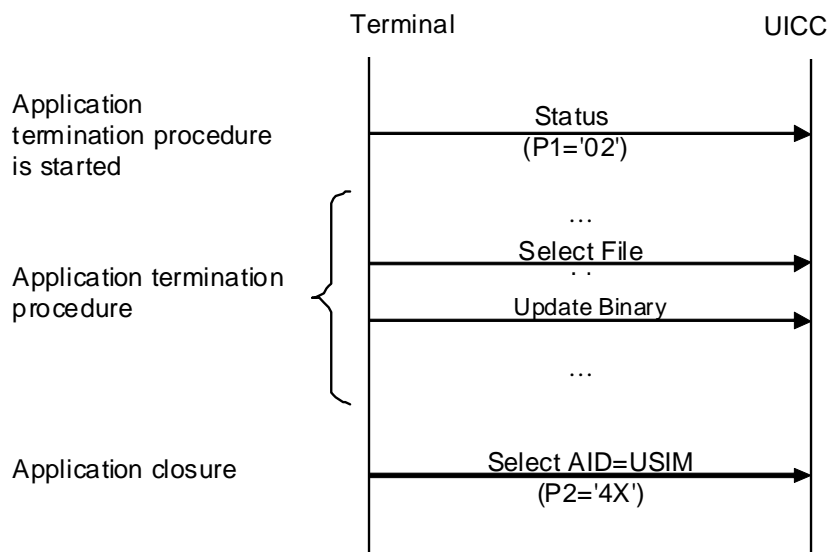 Terminal
UICC
Application
termination procedure
is started
Status
(P1='02')
...
Select File
. .
Application termination
procedure
Update Binary
...
Application closure
Select AID=USIM
(P2='4X')